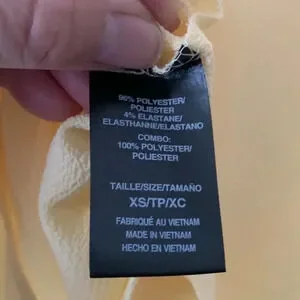 96% POLYESTER/
POLIESTER
4% ELASTANE/
ELASTHANNE/ELASTANO
COMBO:
100% POLYESTER/
POLIESTER
TAILLE/SIZE/TAMAÑO
XS/TP/XC
FABRIQUÉ AU VIETNAM
MADE IN VIETNAM
HECHO EN VIETNAM